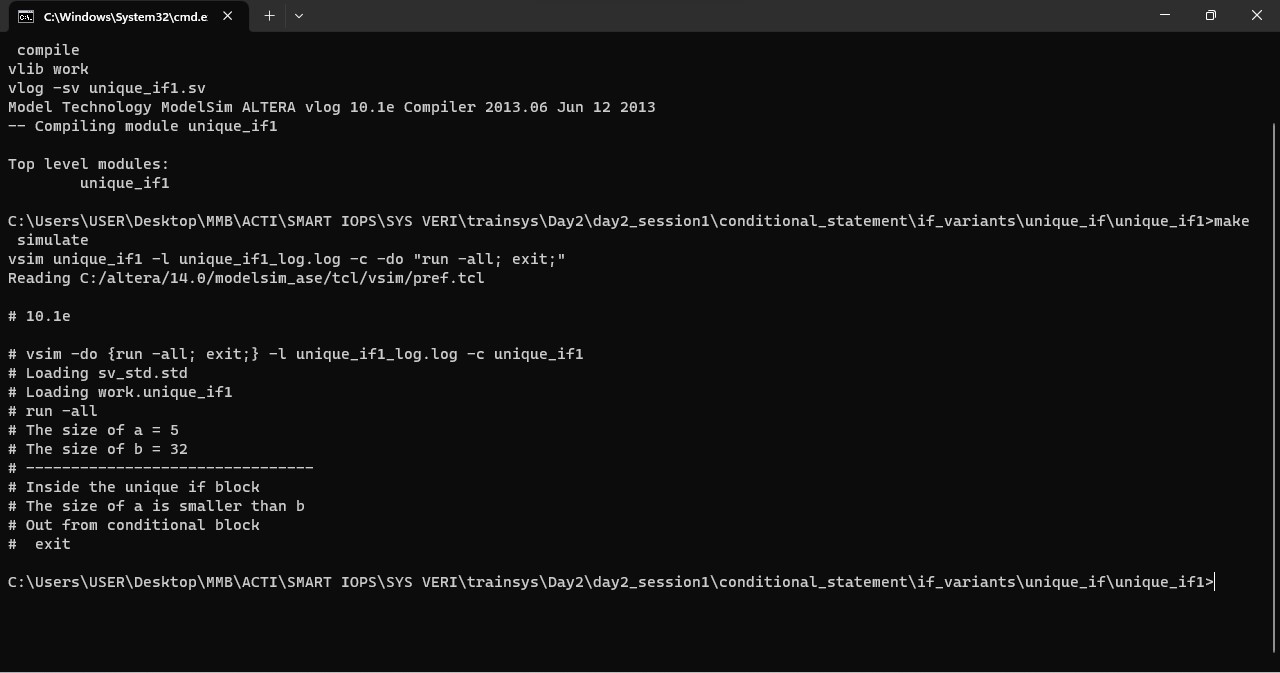 C:\Windows\System32\cmd.e
compile
vlib work
vlog -sv unique_if1.sv
Model Technology ModelSim ALTERA vlog 10.1e Compiler 2013.06 Jun 12 2013
-- Compiling module unique_if1
Top level modules:
unique_if1
C:\Users\USER\Desktop\MMB\ACTI\SMART IOPS\SYS VERI\trainsys\Day2\day2_session1\conditional_statement\if_variants\unique_if\unique_if1>make
simulate
vsim unique_if1 -l unique_if1_log.log -c -do "run -all; exit;"
Reading C:/altera/14.0/modelsim_ase/tcl/vsim/pref.tcl
# 10.1e
# vsim -do {run -all; exit;} -l unique_if1_log.log -c unique_if1
# Loading sv_std.std
# Loading work.unique_if1
# run -all
# The size of a = 5
# The size of b = 32
# --------------------------------
# Inside the unique if block
# The size of a is smaller than b
# Out from conditional block
#  exit
C:\Users\USER\Desktop\MMB\ACTI\SMART IOPS\SYS VERI\trainsys\Day2\day2_session1\conditional_statement\if_variants\unique_if\unique_if1>